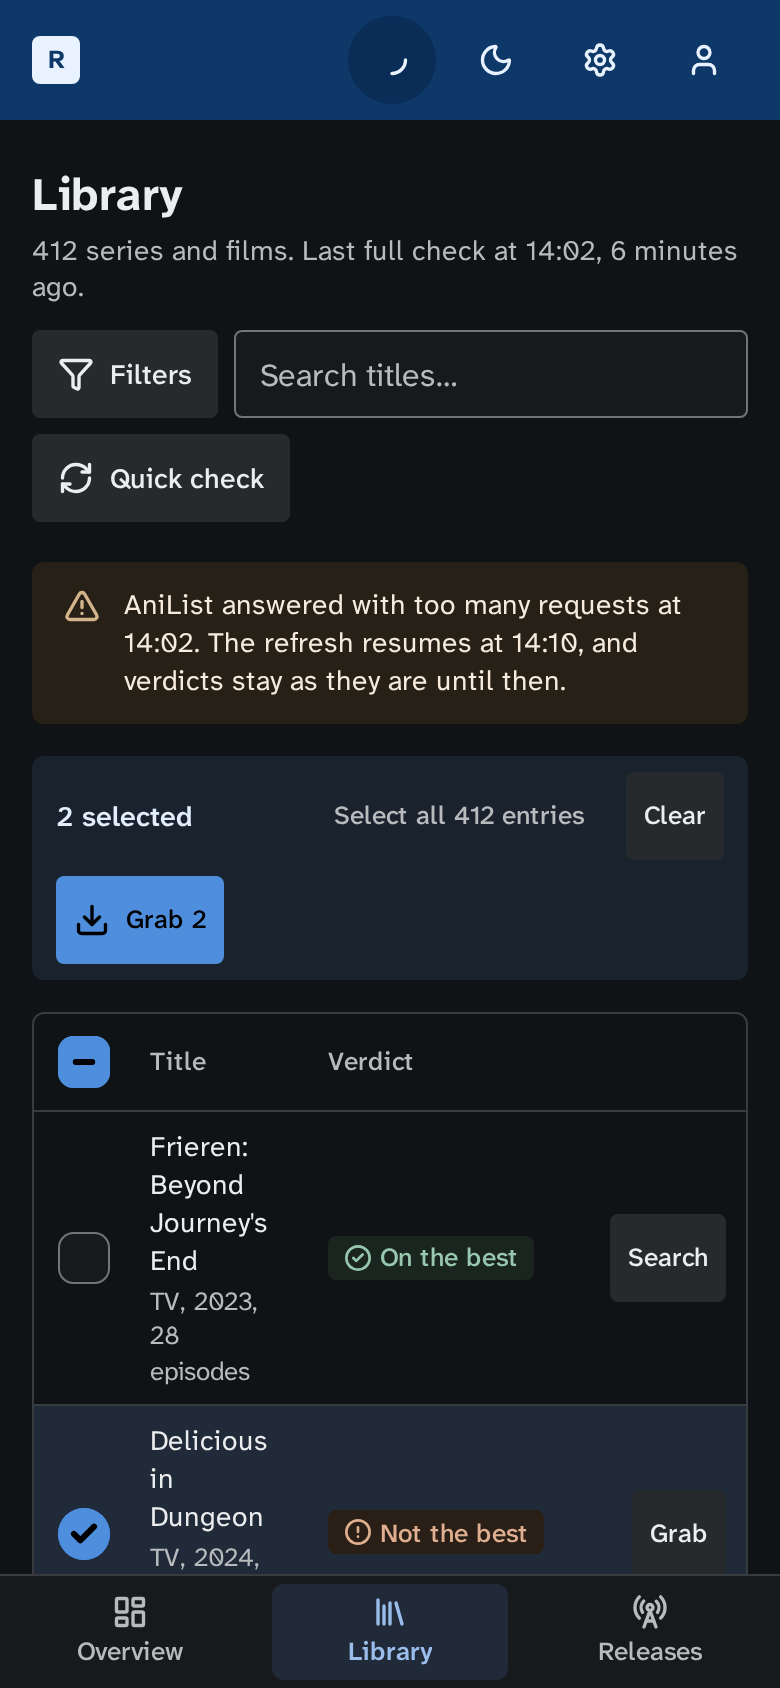 R
Library
412 series and films. Last full check at 14:02, 6 minutes
ago.
Filters
Search titles...
Quick check
AniList answered with too many requests at
14:02. The refresh resumes at 14:10, and
verdicts stay as they are until then.
2 selected
Select all 412 entries
Clear
Grab 2
Title
Verdict
Frieren:
Beyond
Journey's
End
TV, 2023,
28
episodes
On the best
Search
Delicious
in
Dungeon
TV, 2024,
Not the best
Grab
Overview
Library
Releases